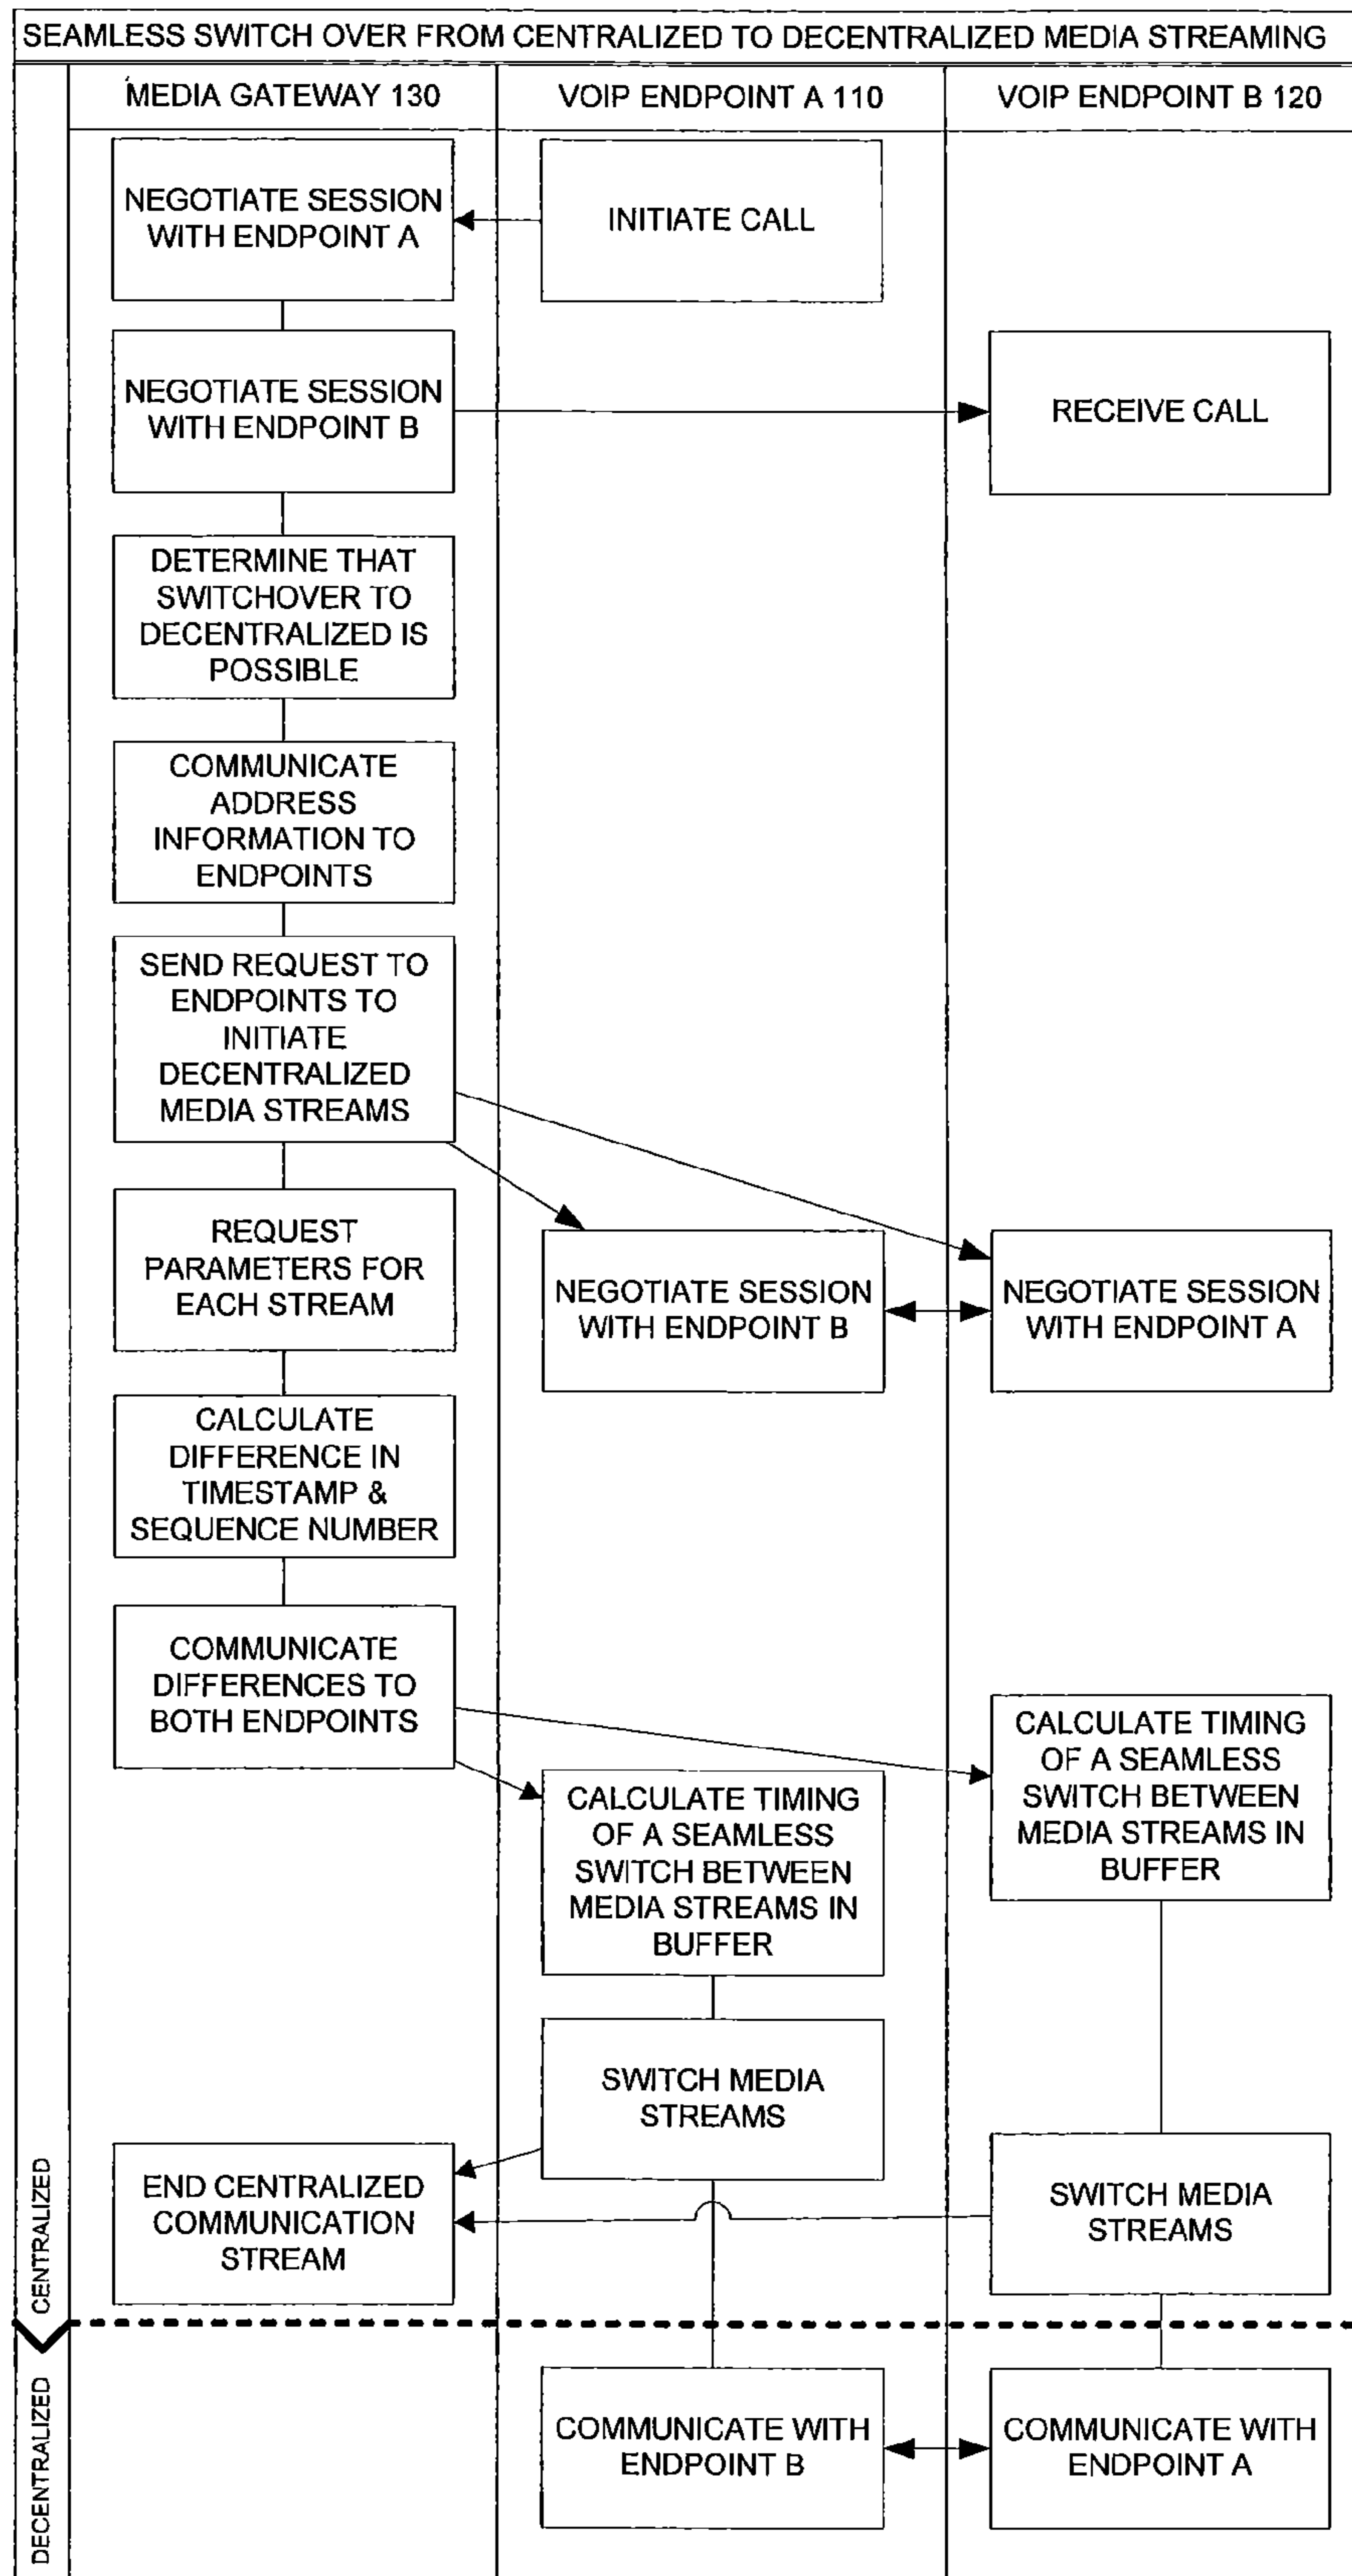 SEAMLESS SWITCH OVER FROM CENTRALIZED TO DECENTRALIZED MEDIA STREAMING
MEDIA GATEWAY 130
VOIP ENDPOINT A 110
VOIP ENDPOINT B 120
NEGOTIATE SESSION
WITH ENDPOINT A
INITIATE CALL
NEGOTIATE SESSION
WITH ENDPOINT B
RECEIVE CALL
DETERMINE THAT
SWITCHOVER TO
DECENTRALIZED IS
POSSIBLE
COMMUNICATE
ADDRESS
INFORMATION TO
ENDPOINTS
SEND REQUEST TO
ENDPOINTS TO
INITIATE
DECENTRALIZED
MEDIA STREAMS
REQUEST
PARAMETERS FOR
EACH STREAM
NEGOTIATE SESSION
WITH ENDPOINT B
NEGOTIATE SESSION
WITH ENDPOINT A
CALCULATE
DIFFERENCE IN
TIMESTAMP &
SEQUENCE NUMBER
COMMUNICATE
DIFFERENCES TO
BOTH ENDPOINTS
CALCULATE TIMING
OF A SEAMLESS
SWITCH BETWEEN
MEDIA STREAMS IN
BUFFER
CALCULATE TIMING
OF A SEAMLESS
SWITCH BETWEEN
MEDIA STREAMS IN
BUFFER
SWITCH MEDIA
STREAMS
END CENTRALIZED
COMMUNICATION
STREAM
SWITCH MEDIA
STREAMS
CENTRALIZED
DECENTRALIZED
COMMUNICATE WITH
ENDPOINT B
COMMUNICATE WITH
ENDPOINT A